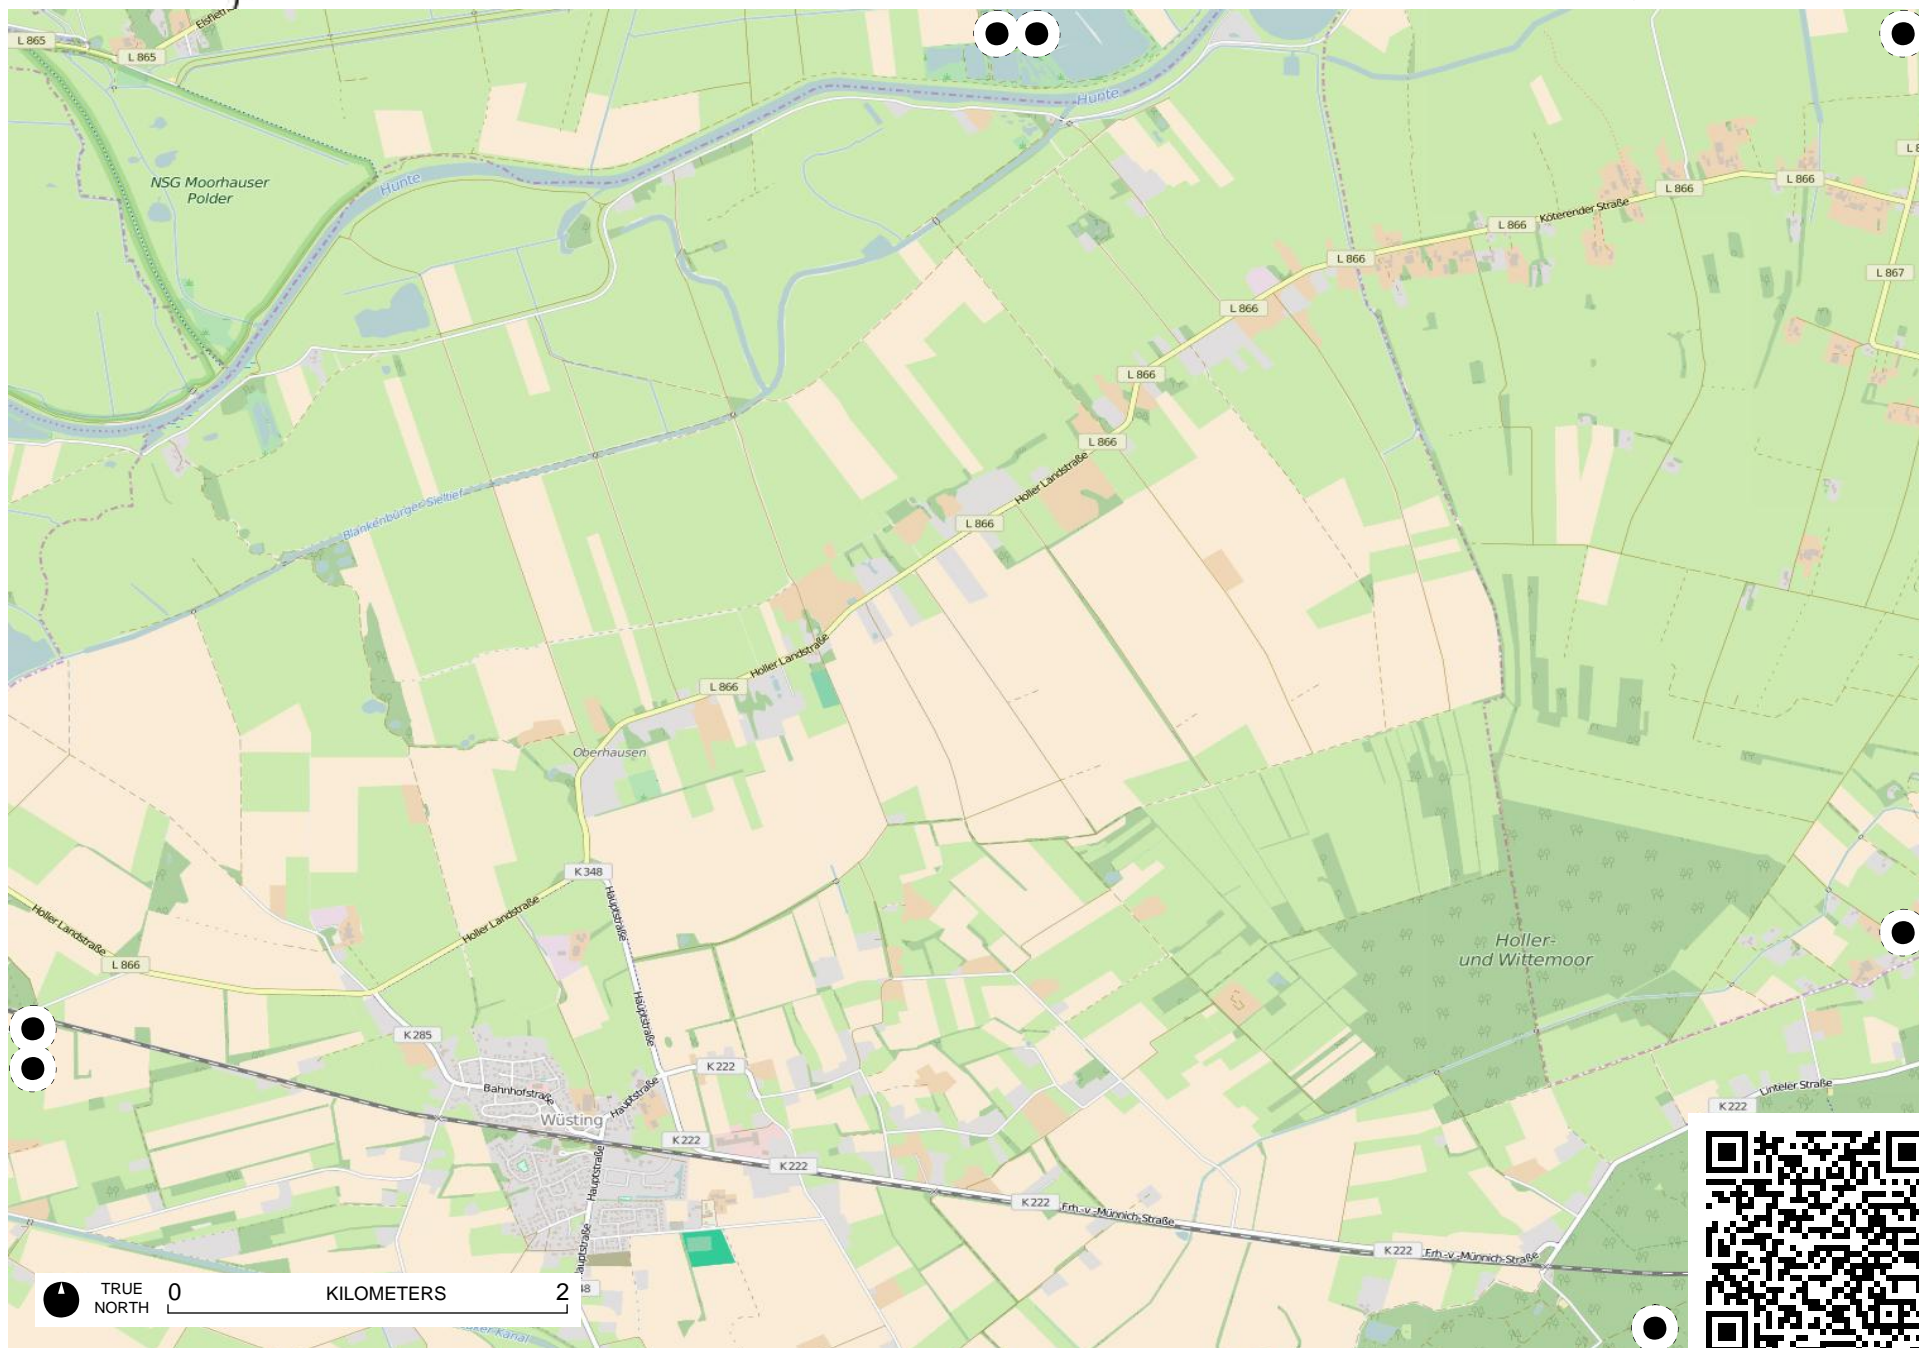 L 865
L 865
Hunte
NSG Moorhauser
Polder
Hunte
L 866
L 866
L 866
Köterender Straße
L 866
L 867
L 866
L 866
L 866
L 866
Holler Landstraße
L 866
Blankenburger Sieltief
Holler Landstraße
L 866
Oberhausen
K 348
Holler Landstraße
Hauptstraße
Holler Landstraße
L 866
Holler-
und Wittemoor
Hauptstraße
K 285
K 222
Bahnhofstraße
Hauptstraße
Wüsting
Linteler Straße
K 222
K 222
K 222
Hauptstraße
K 222
Frh.-v.-Münnich-Straße
K 222
Frh.-v.-Münnich-Straße
TRUE
NORTH
0
KILOMETERS
2
Kanal